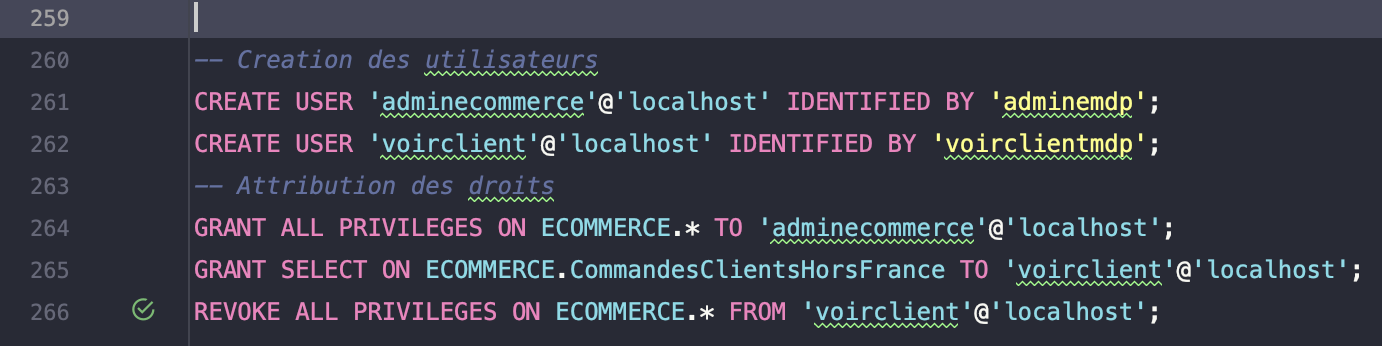 259
260 -- Creation des utilisateurs
261 CREATE USER 'adminecommerce'@'localhost' IDENTIFIED BY 'adminemdp';
262 CREATE USER 'voirclient'@'localhost' IDENTIFIED BY 'voirclientmdp';
263 -- Attribution des droits
264 GRANT ALL PRIVILEGES ON ECOMMERCE.* TO 'adminecommerce'@'localhost';
265 GRANT SELECT ON ECOMMERCE.CommandesClientsHorsFrance TO 'voirclient'@'localhost';
266 REVOKE ALL PRIVILEGES ON ECOMMERCE.* FROM 'voirclient'@'localhost';